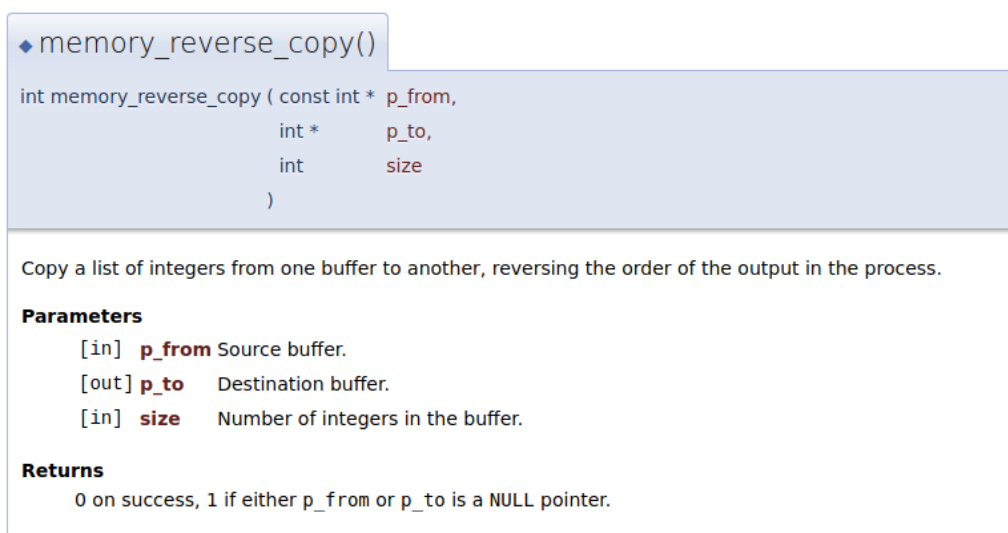 ◆ memory_reverse_copy()
int memory_reverse_copy ( const int * p_from,
int * p_to,
int size
)
Copy a list of integers from one buffer to another, reversing the order of the output in the process.
Parameters
[in] p_from Source buffer.
[out] p_to Destination buffer.
[in] size Number of integers in the buffer.
Returns
0 on success, 1 if either p_from or p_to is a NULL pointer.